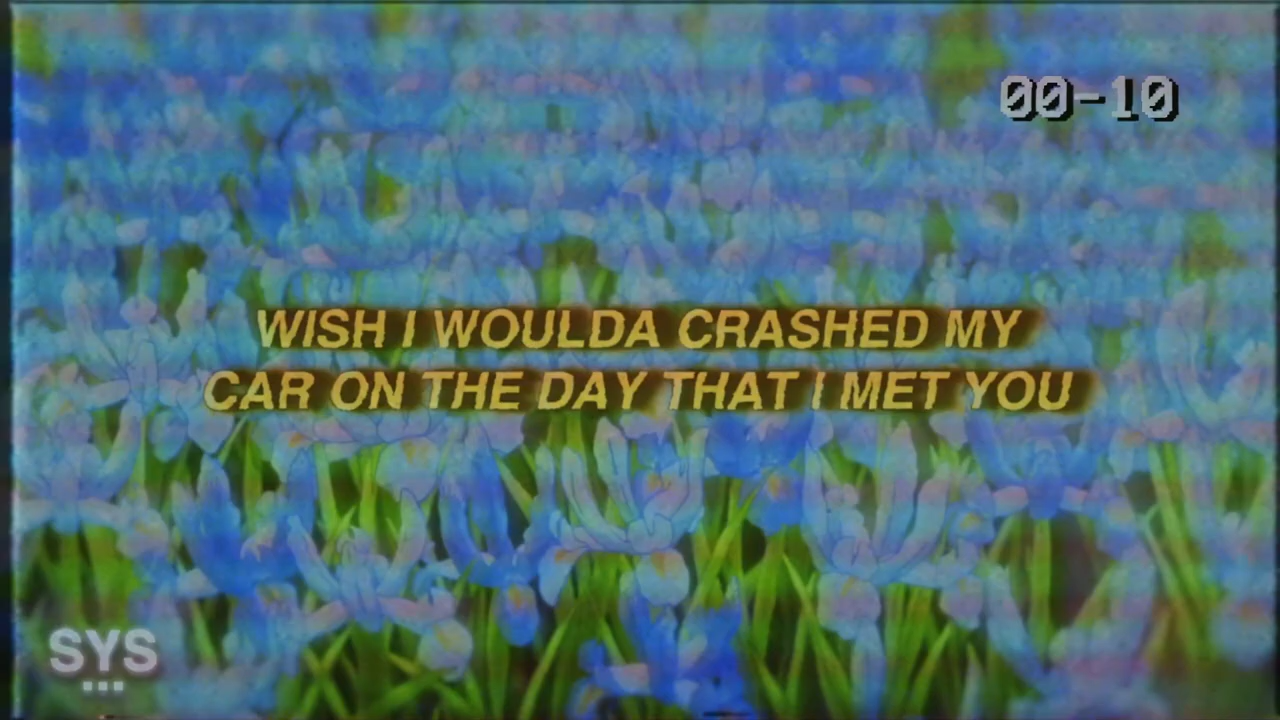 00-10
WISH I WOULDA CRASHED MY
CAR ON THE DAY THAT I MET YOU
SYS